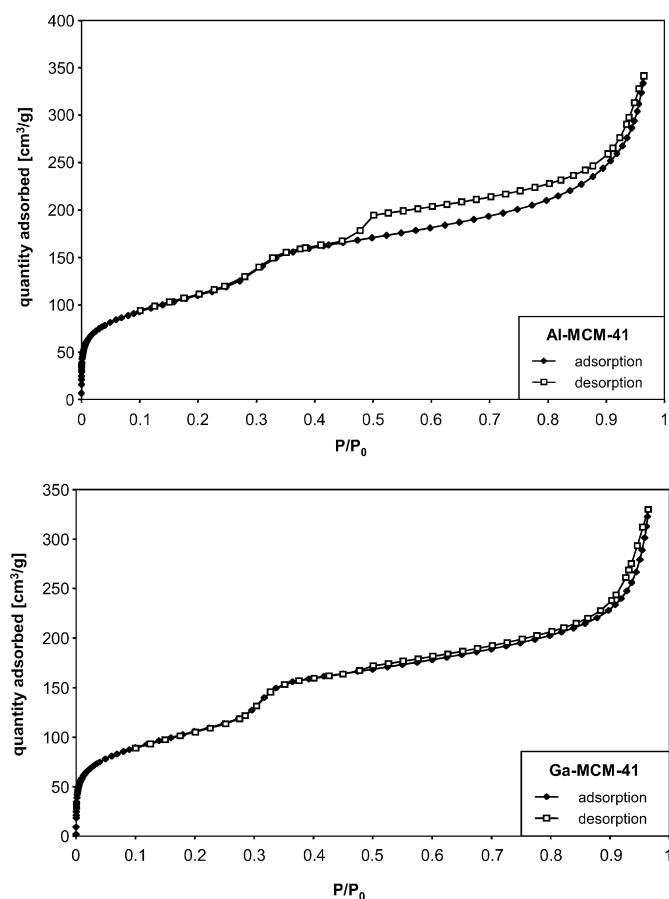 400
350
300
250
200
150
100
50
0
quantity adsorbed [cm³/g]
0 0.1 0.2 0.3 0.4 0.5 0.6 0.7 0.8 0.9 1
P/P₀
Al-MCM-41
adsorption
desorption
350
300
250
200
150
100
50
0
quantity adsorbed [cm³/g]
0 0.1 0.2 0.3 0.4 0.5 0.6 0.7 0.8 0.9 1
P/P₀
Ga-MCM-41
adsorption
desorption